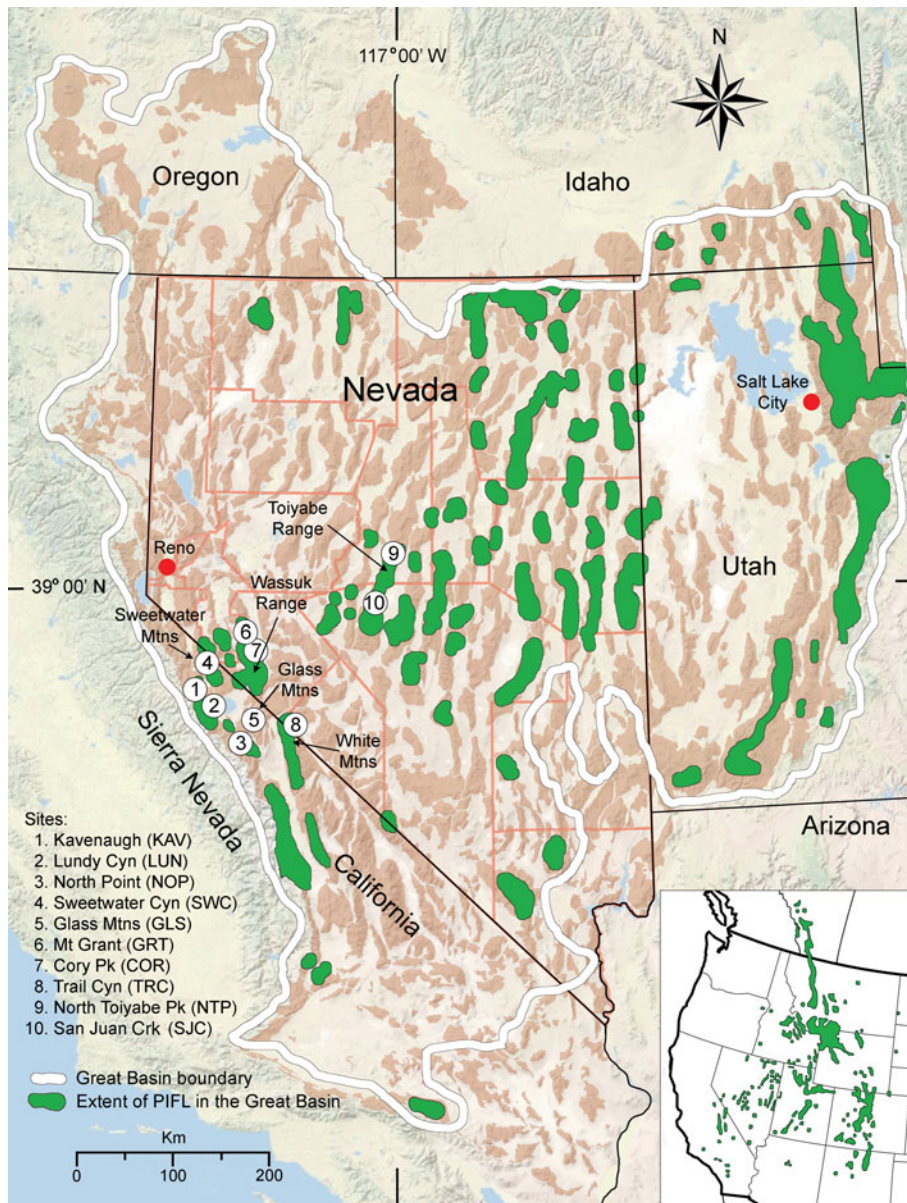 117°00' W
N
Oregon
Idaho
Nevada
Salt Lake
City
Toiyabe
Range
9
Reno
Wassuk
Range
Utah
39°00' N
10
Sweetwater
Mtns
6
7
4
Glass
Mtns
1
2
5
8
3
White
Mtns
Sierra Nevada
California
Arizona
Sites:
1. Kavenaugh (KAV)
2. Lundy Cyn (LUN)
3. North Point (NOP)
4. Sweetwater Cyn (SWC)
5. Glass Mtns (GLS)
6. Mt Grant (GRT)
7. Cory Pk (COR)
8. Trail Cyn (TRC)
9. North Toiyabe Pk (NTP)
10. San Juan Crk (SJC)
Great Basin boundary
Extent of PIFL in the Great Basin
Km
0 100 200